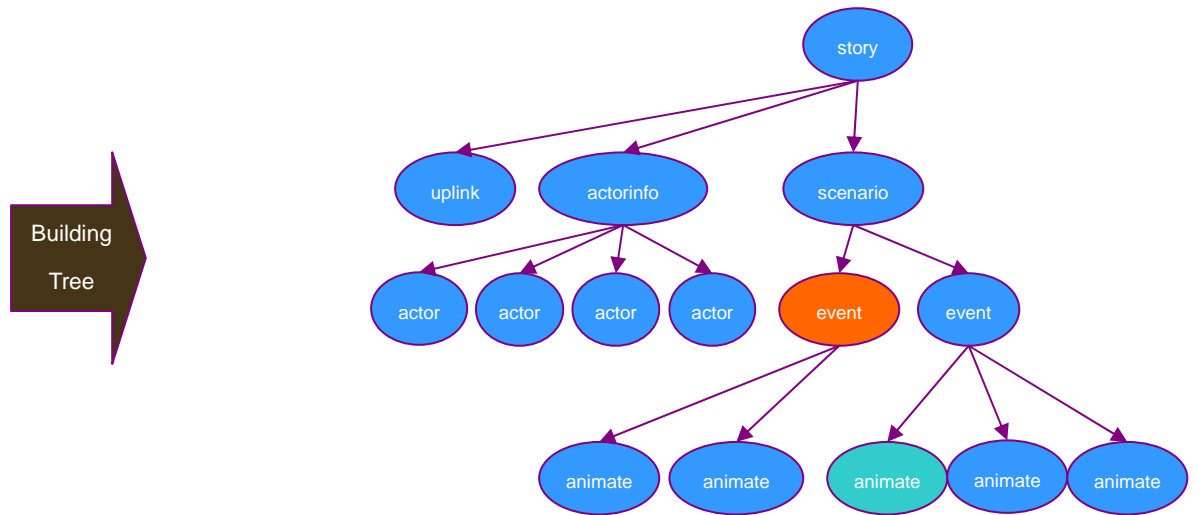 story
uplink
actorinfo
scenario
Building
Tree
actor
actor
actor
actor
event
event
animate
animate
animate
animate
animate